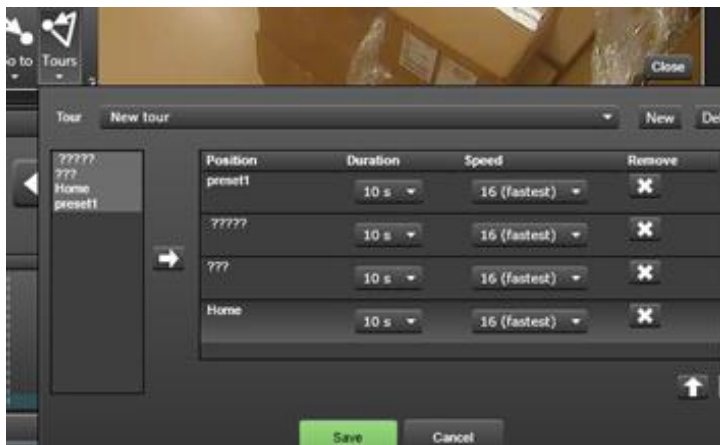 o to Tours
Close
Tour New tour New Del
?????
???
Home
preset1
Position Duration Speed Remove
preset1 10 s 16 (fastest)
????? 10 s 16 (fastest)
??? 10 s 16 (fastest)
Home 10 s 16 (fastest)
Save Cancel